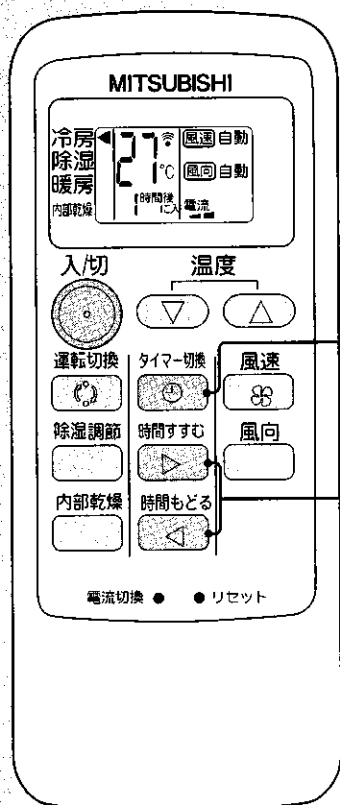 MITSUBISHI
冷房 27 風速 自動
除湿 ℃ 風向 自動
暖房
内部乾燥 1時間後に入 電流
入/切 温度
運転切換 タイマー切換 風速
除湿調節 時間すすむ 風向
内部乾燥 時間もどる
電流切換 リセット